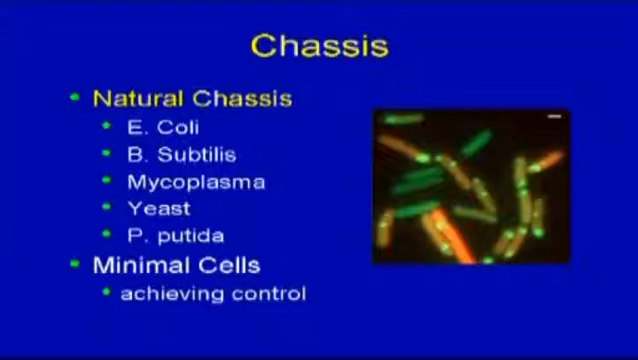 Chassis
Natural Chassis
E. Coli
B. Subtilis
Mycoplasma
Yeast
P. putida
Minimal Cells
achieving control